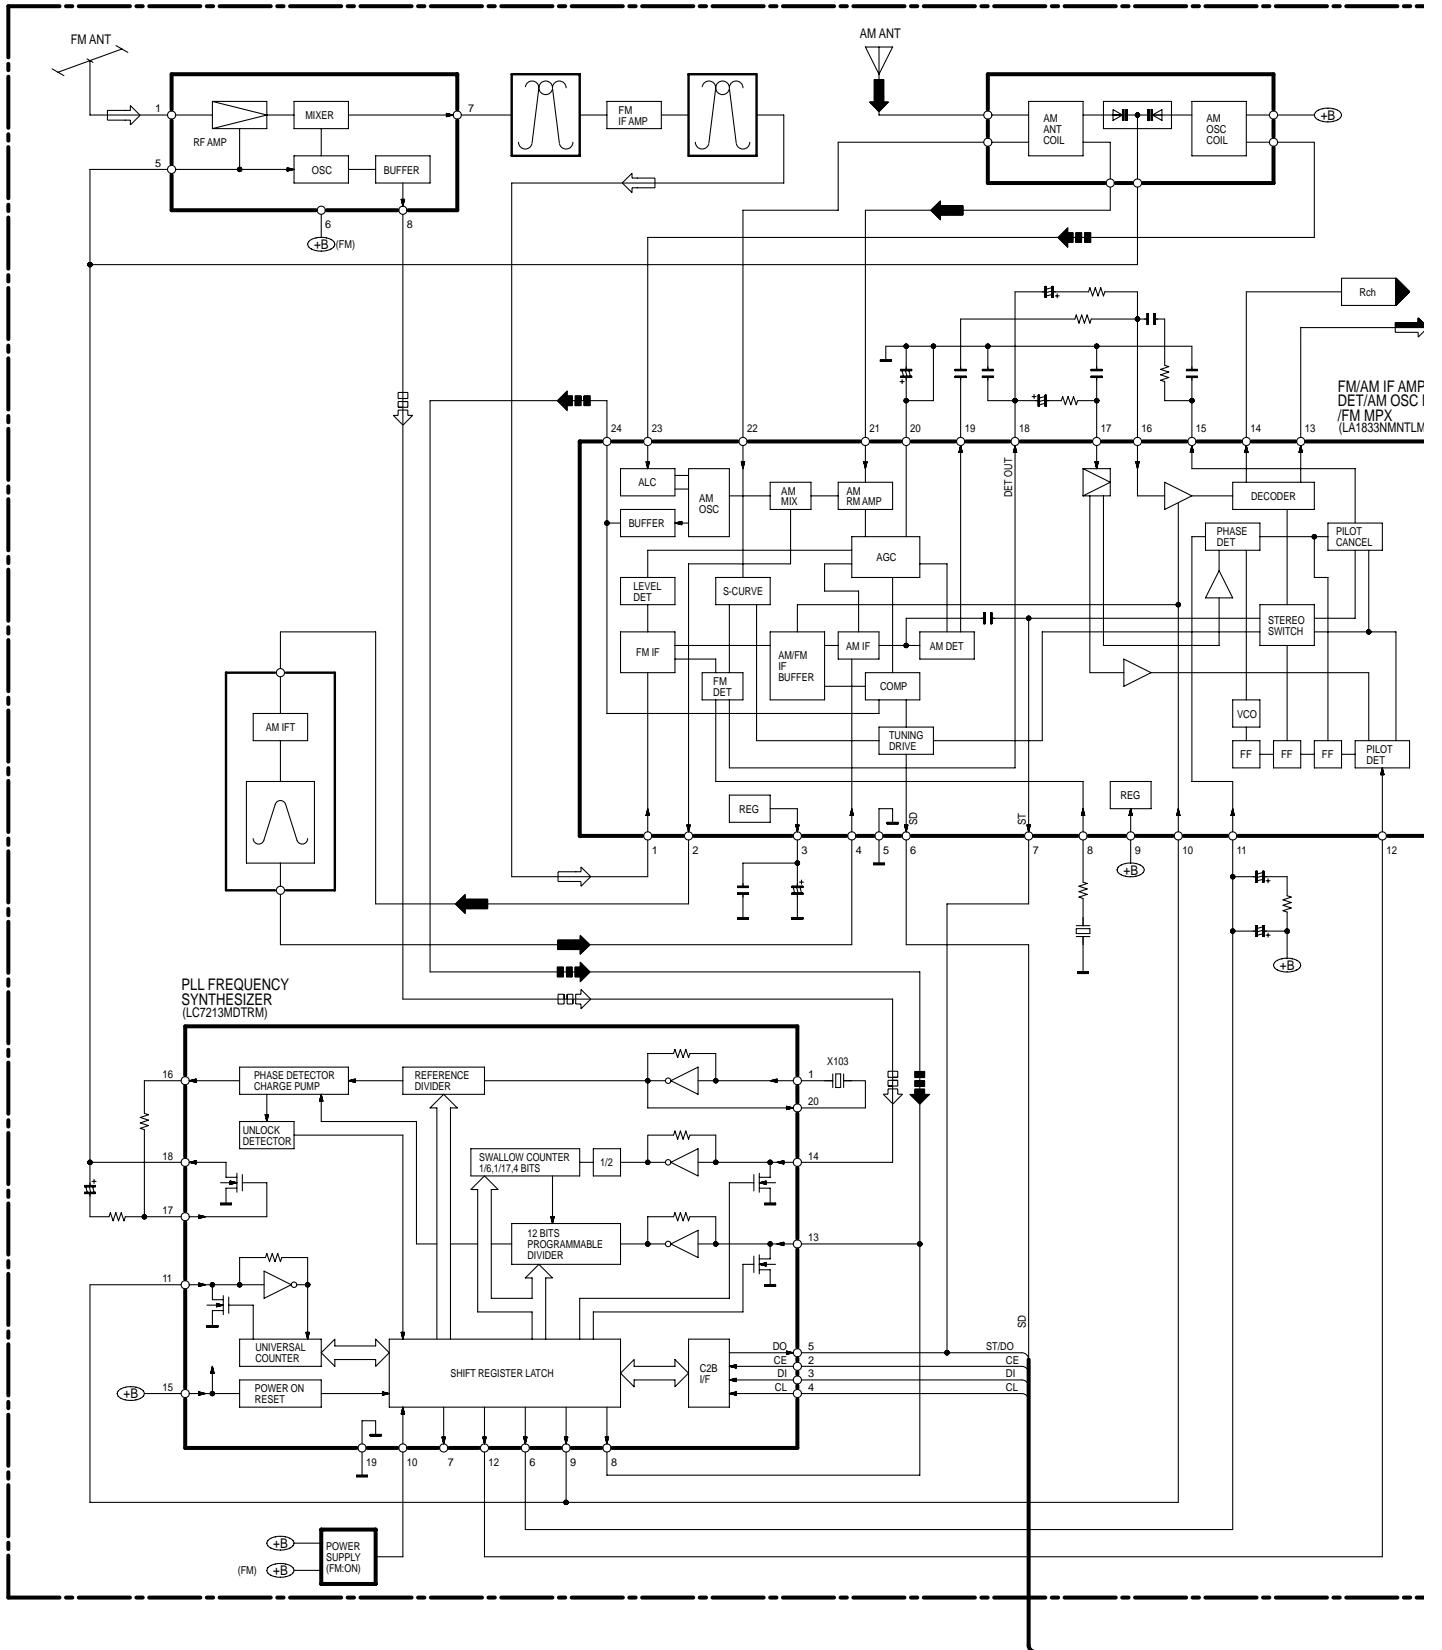 FM ANT
AM ANT
1
RF AMP
MIXER
7
FM
IF AMP
5
OSC
BUFFER
6
8
+B (FM)
AM
ANT
COIL
AM
OSC
COIL
+B
Rch
FM/AM IF AMP
DET/AM OSC
/FM MPX
(LA1833NMNTLM
24
23
22
21
20
19
18
17
16
15
14
13
DET OUT
ALC
AM
OSC
BUFFER
AM
MIX
AM
RM AMP
AGC
LEVEL
DET
S-CURVE
FM IF
FM
DET
AM/FM
IF
BUFFER
AM IF
AM DET
COMP
TUNING
DRIVE
DECODER
PHASE
DET
PILOT
CANCEL
STEREO
SWITCH
VCO
FF
FF
FF
PILOT
DET
REG
REG
SD
ST
1
2
3
4
5
6
7
8
9
10
11
12
+B
+B
AM IFT
PLL FREQUENCY
SYNTHESIZER
(LC7213MDTRM)
16
PHASE DETECTOR
CHARGE PUMP
REFERENCE
DIVIDER
1
X103
20
UNLOCK
DETECTOR
18
SWALLOW COUNTER
1/6,1/17,4 BITS
1/2
14
17
12 BITS
PROGRAMMABLE
DIVIDER
13
11
UNIVERSAL
COUNTER
SHIFT REGISTER LATCH
C2B
I/F
DO 5 ST/DO
CE 2 CE
DI 3 DI
CL 4 CL
SD
+B 15
POWER ON
RESET
19
10
7
12
6
9
8
+B
(FM) +B
POWER
SUPPLY
(FM:ON)